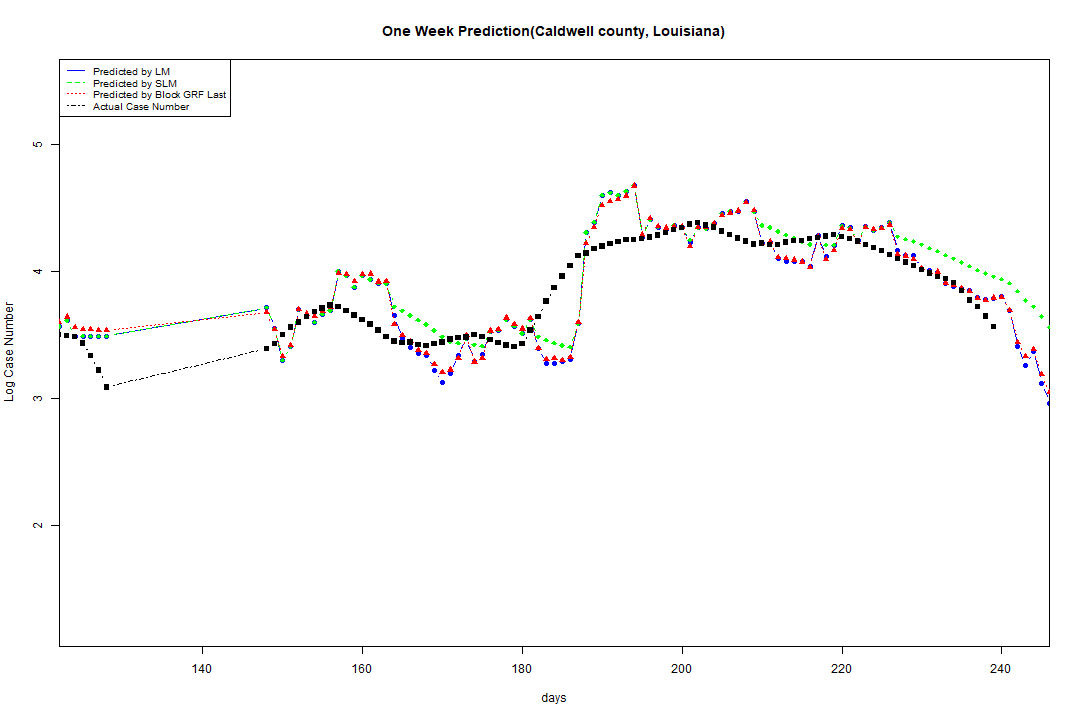 One Week Prediction(Caldwell county, Louisiana)
Predicted by LM
Predicted by SLM
Predicted by Block GRF Last
Actual Case Number
5
4
3
2
Log Case Number
140 160 180 200 220 240
days